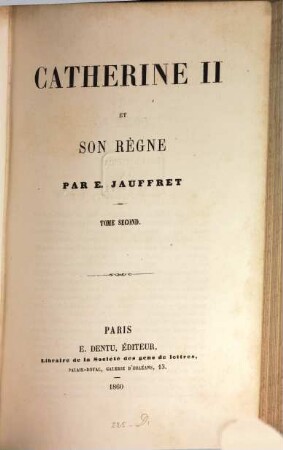 CATHERINE II
ET
SON RÈGNE
PAR E. JAUFFRET
TOME SECOND.
PARIS
E. DENTU, ÉDITEUR,
Libraire de la Société des gens de lettres,
PALAIS-ROYAL, GALERIE D'ORLÉANS, 13.
1860